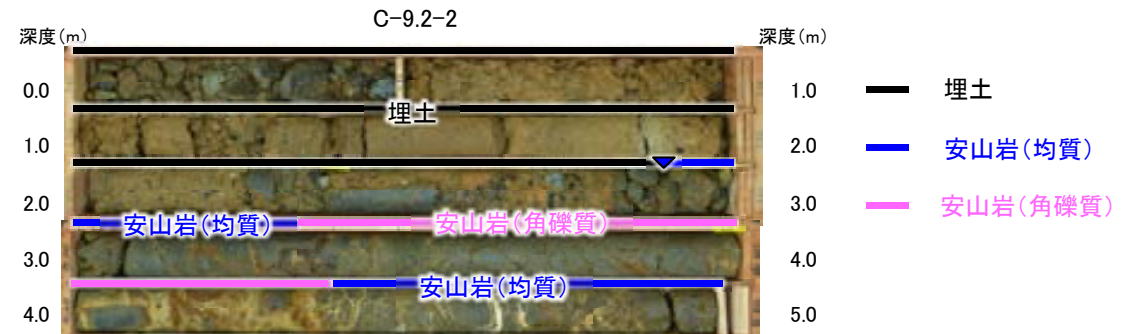 C-9.2-2
深度(m) 深度(m)
0.0 1.0 埋土
埋土
1.0 2.0 安山岩(均質)
2.0 3.0 安山岩(角礫質)
安山岩(均質) 安山岩(角礫質)
3.0 4.0
安山岩(均質)
4.0 5.0